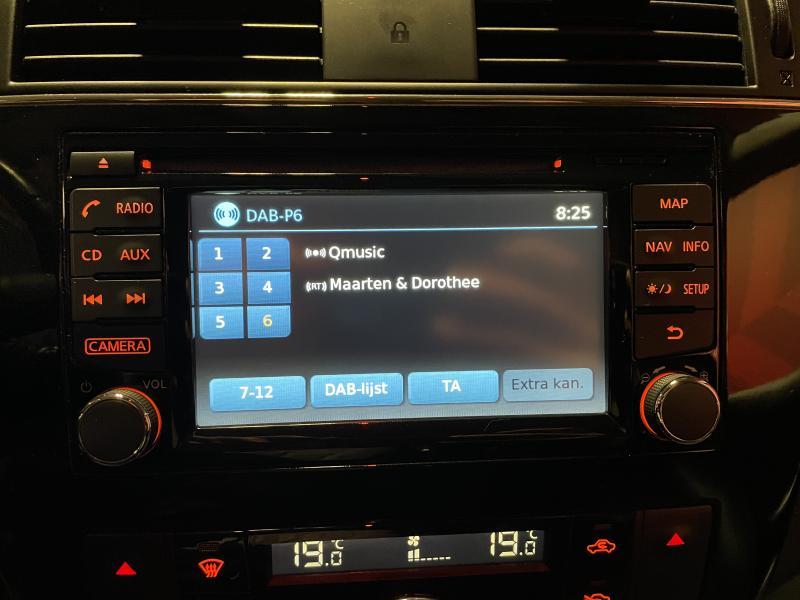 RADIO
CD AUX
CAMERA
VOL
DAB-P6 8:25
1 2 Qmusic
3 4 (RT) Maarten & Dorothee
5 6
7-12 DAB-lijst TA Extra kan.
MAP
NAV INFO
SETUP
19.0 °C 19.0 °C